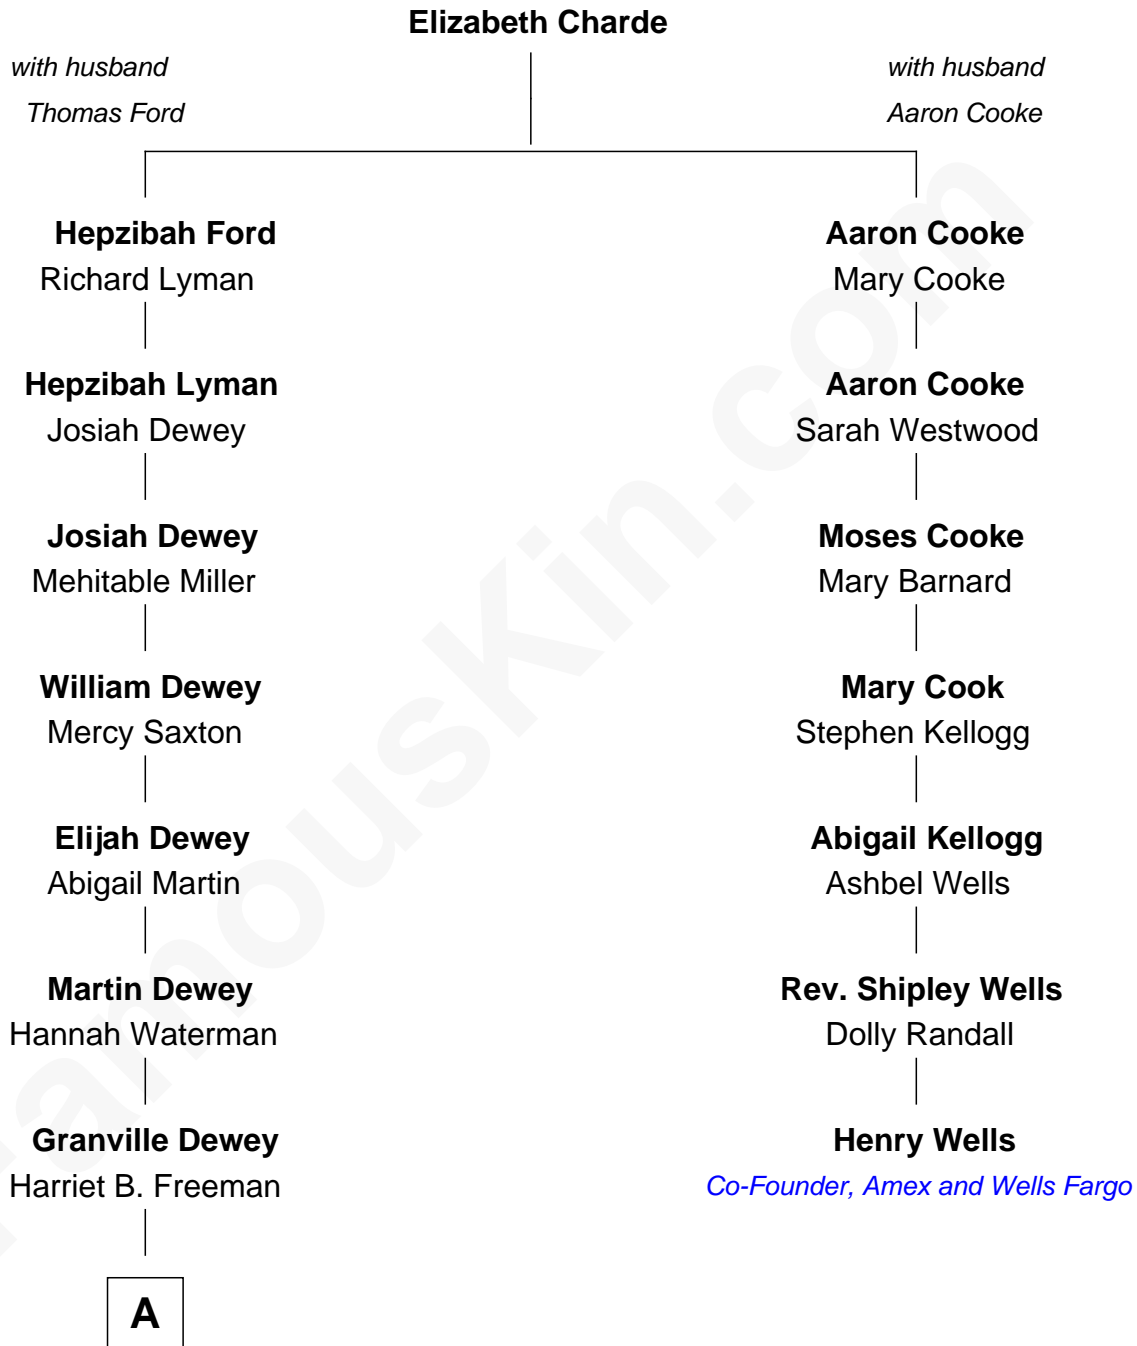 Elizabeth Charde
with husband
Thomas Ford
with husband
Aaron Cooke
Hepzibah Ford
Richard Lyman
Hepzibah Lyman
Josiah Dewey
Josiah Dewey
Mehitable Miller
William Dewey
Mercy Saxton
Elijah Dewey
Abigail Martin
Martin Dewey
Hannah Waterman
Granville Dewey
Harriet B. Freeman
A
Aaron Cooke
Mary Cooke
Aaron Cooke
Sarah Westwood
Moses Cooke
Mary Barnard
Mary Cook
Stephen Kellogg
Abigail Kellogg
Ashbel Wells
Rev. Shipley Wells
Dolly Randall
Henry Wells
Co-Founder, Amex and Wells Fargo
FamousKin.com